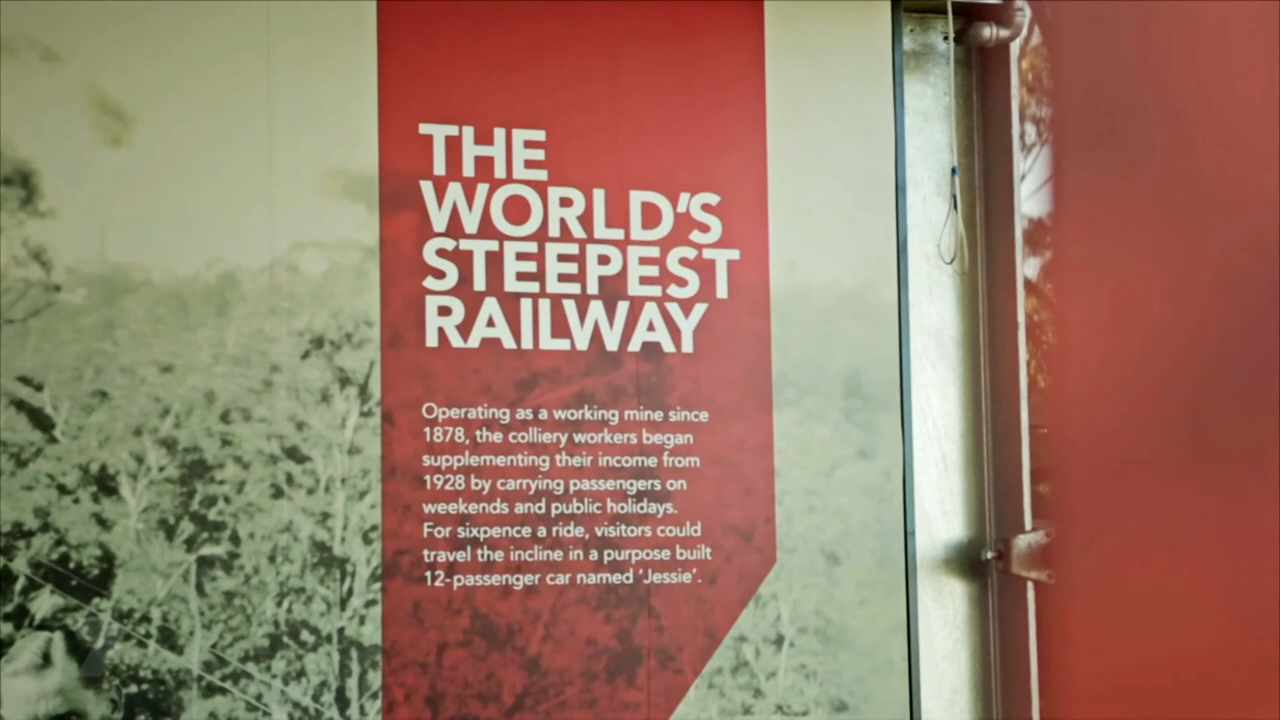 THE
WORLD'S
STEEPEST
RAILWAY
Operating as a working mine since
1878, the colliery workers began
supplementing their income from
1928 by carrying passengers on
weekends and public holidays.
For sixpence a ride, visitors could
travel the incline in a purpose built
12-passenger car named 'Jessie'.